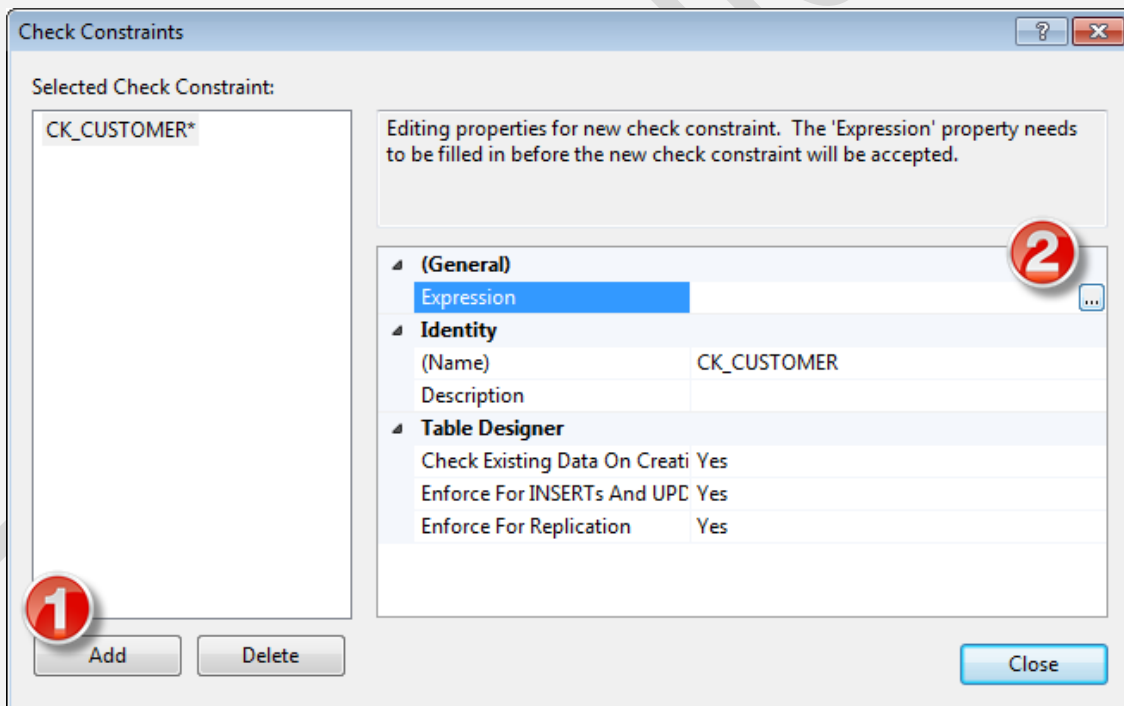 Check Constraints
Selected Check Constraint:
CK_CUSTOMER*
Editing properties for new check constraint. The 'Expression' property needs
to be filled in before the new check constraint will be accepted.
2
(General)
Expression
...
Identity
(Name) CK_CUSTOMER
Description
Table Designer
Check Existing Data On Creati Yes
Enforce For INSERTs And UPD Yes
Enforce For Replication Yes
1
Add Delete
Close